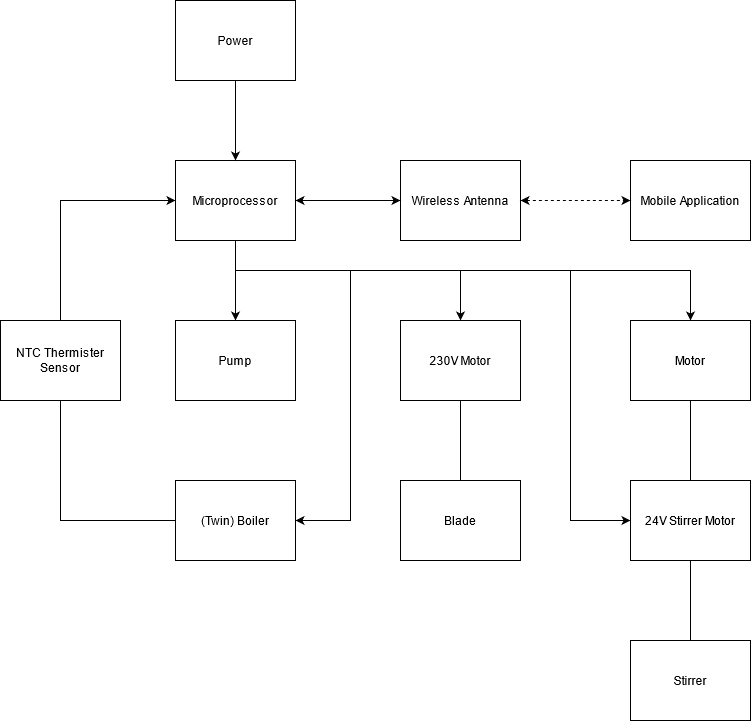 Power
Microprocessor
Wireless Antenna
Mobile Application
NTC Thermister
Sensor
Pump
230V Motor
Motor
(Twin) Boiler
Blade
24V Stirrer Motor
Stirrer